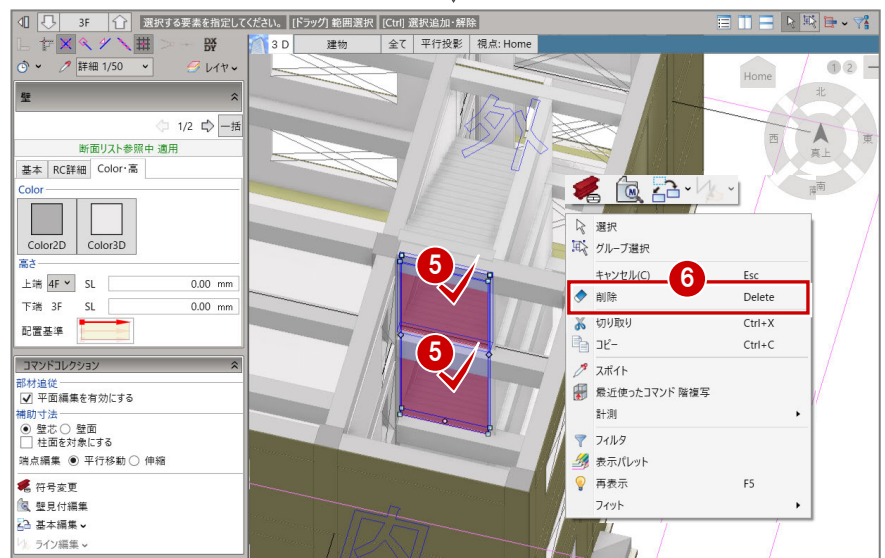 3F
選択する要素を指定してください。 [ドラッグ] 範囲選択 [Ctrl] 選択追加・解除
DX
詳細 1/50
レイヤ
3 D
建物
全て
平行投影
視点: Home
Home
1 2
北
西
東
真上
南
壁
1/2
一括
断面リスト参照中 適用
基本
RC詳細
Color・高
Color
Color2D
Color3D
高さ
上端 4F SL 0.00 mm
下端 3F SL 0.00 mm
配置基準
コマンドコレクション
部材追従
平面編集を有効にする
補助寸法
壁芯
壁面
柱面を対象にする
端点編集
平行移動
伸縮
符号変更
壁見付編集
基本編集
ライン編集
外
内
5
5
6
選択
グループ選択
キャンセル(C) Esc
削除 Delete
切り取り Ctrl+X
コピー Ctrl+C
スポイト
最近使ったコマンド 階複写
計測
フィルタ
表示パレット
再表示 F5
フィット